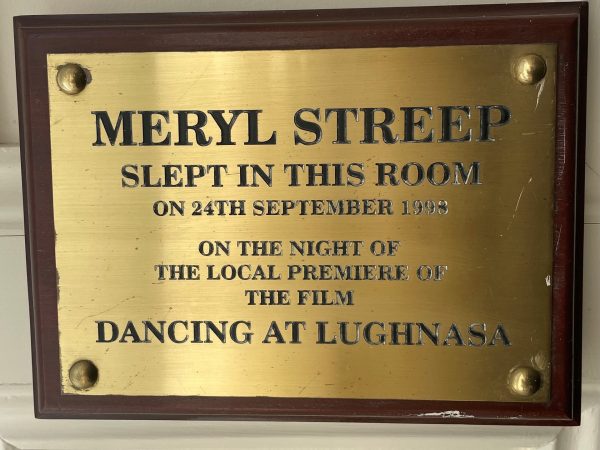 MERYL STREEP
SLEPT IN THIS ROOM
ON 24TH SEPTEMBER 1998
ON THE NIGHT OF
THE LOCAL PREMIERE OF
THE FILM
DANCING AT LUGHNASA